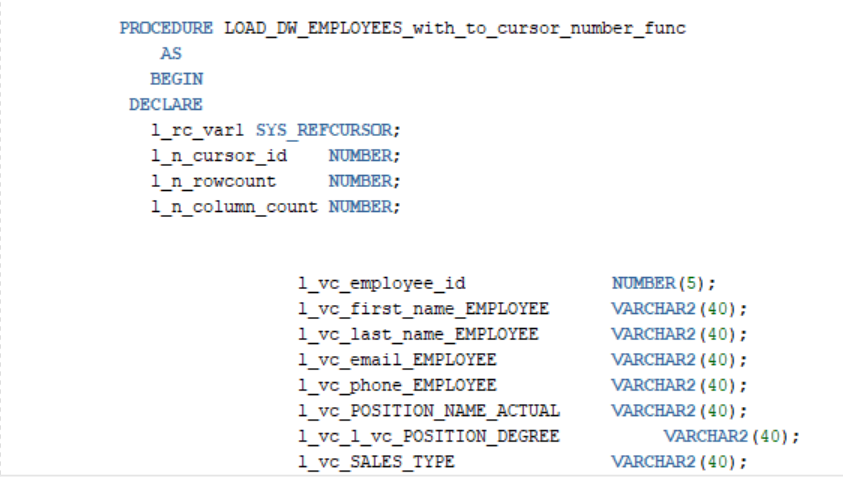 PROCEDURE LOAD_DW_EMPLOYEES_with_to_cursor_number_func
AS
BEGIN
DECLARE
l_rc_var1 SYS_REFCURSOR;
l_n_cursor_id NUMBER;
l_n_rowcount NUMBER;
l_n_column_count NUMBER;
l_vc_employee_id NUMBER(5);
l_vc_first_name_EMPLOYEE VARCHAR2(40);
l_vc_last_name_EMPLOYEE VARCHAR2(40);
l_vc_email_EMPLOYEE VARCHAR2(40);
l_vc_phone_EMPLOYEE VARCHAR2(40);
l_vc_POSITION_NAME_ACTUAL VARCHAR2(40);
l_vc_l_vc_POSITION_DEGREE VARCHAR2(40);
l_vc_SALES_TYPE VARCHAR2(40);